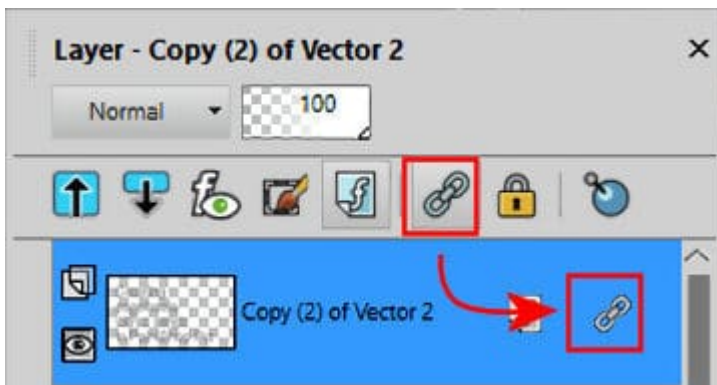 Layer - Copy (2) of Vector 2
Normal 100
Copy (2) of Vector 2